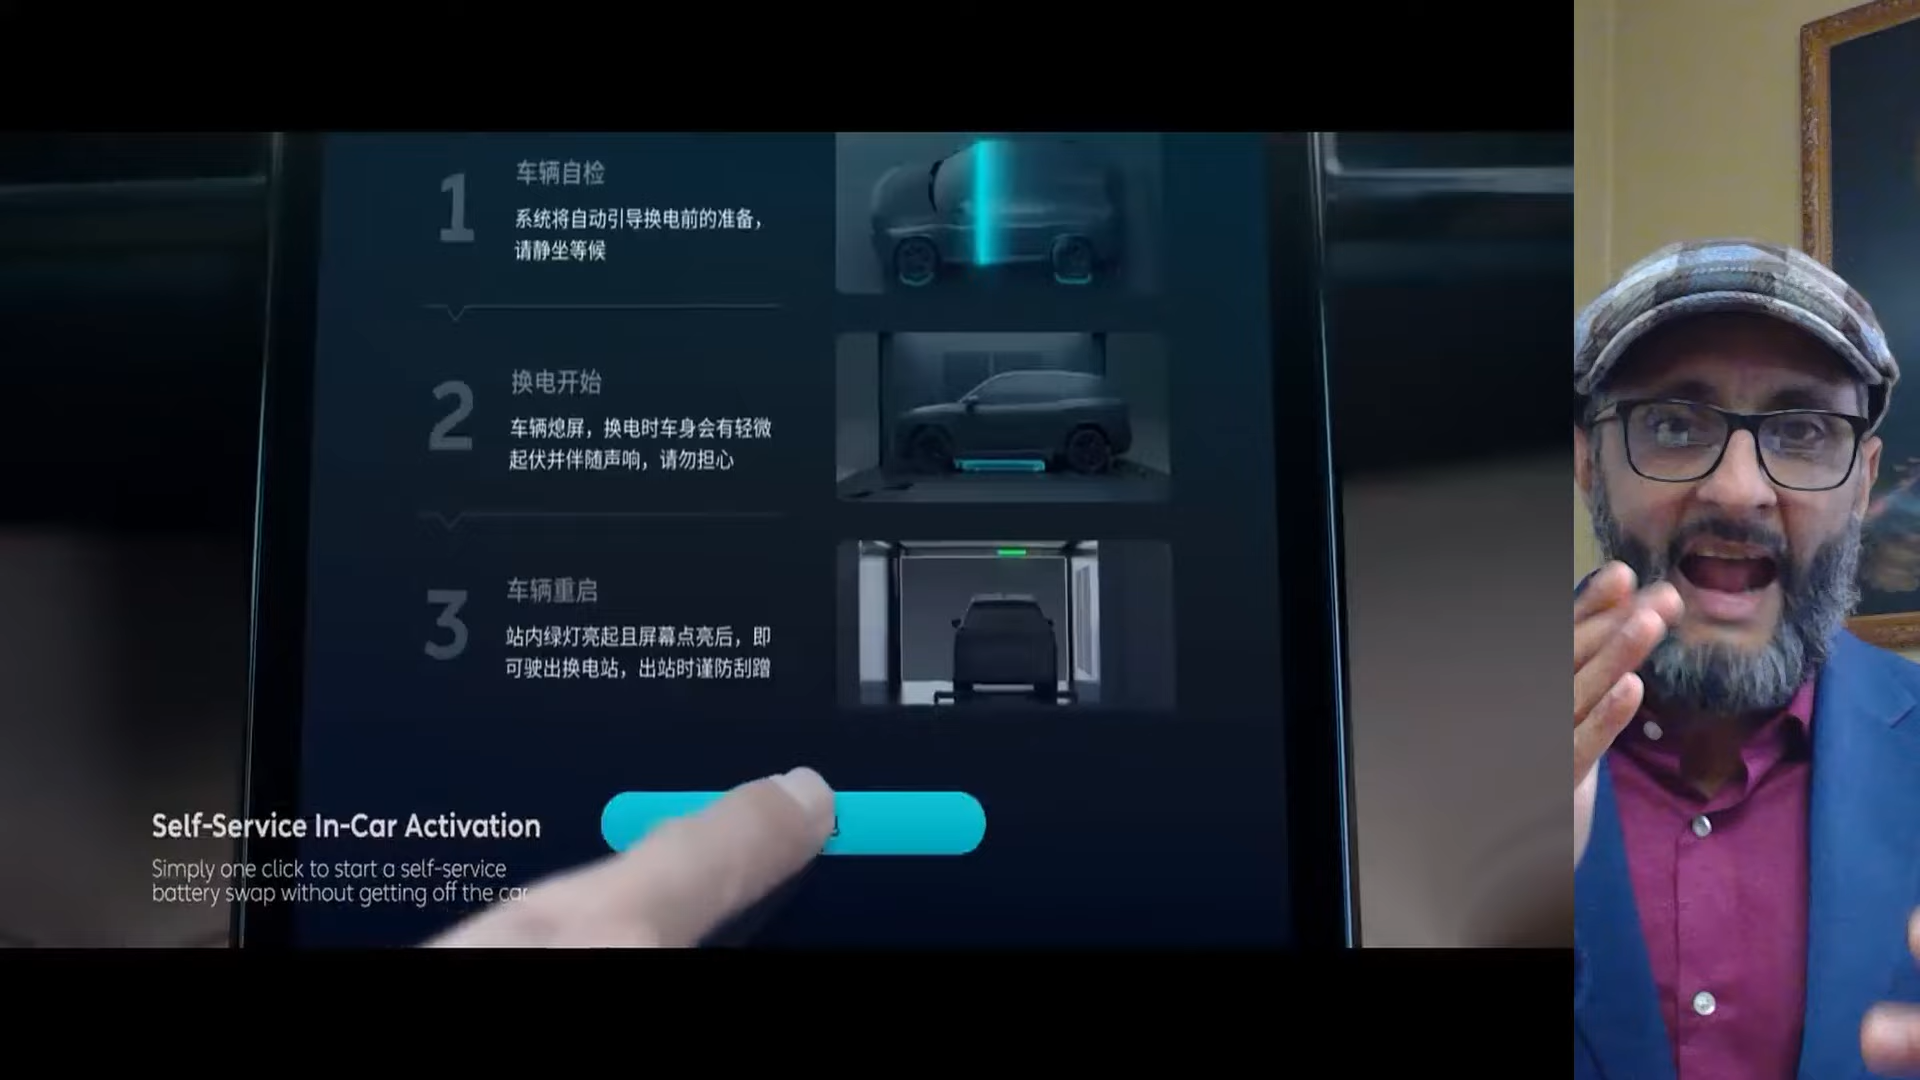 1
车辆自检
系统将自动引导换电前的准备，
请静坐等候
2
换电开始
车辆熄屏，换电时车身会有轻微
起伏并伴随声响，请勿担心
3
车辆重启
站内绿灯亮起且屏幕点亮后，即
可驶出换电站，出站时谨防刮蹭
Self-Service In-Car Activation
Simply one click to start a self-service
battery swap without getting off the car